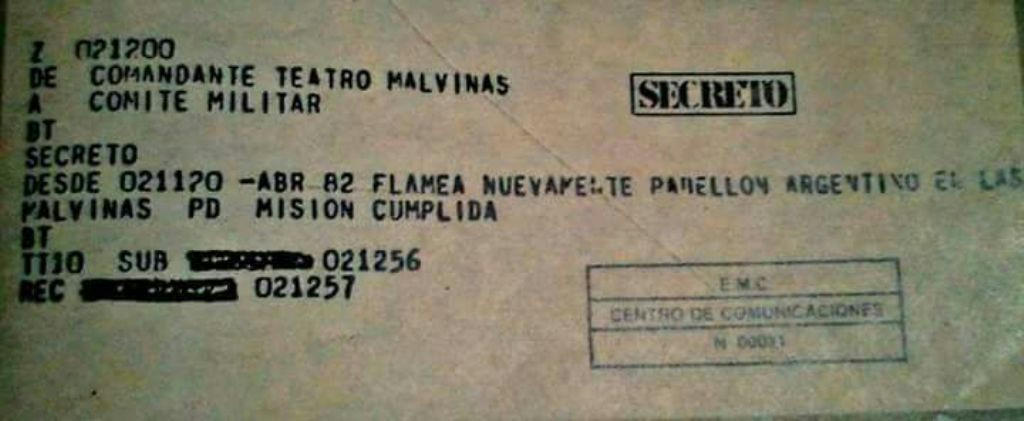 Z 021200
DE COMANDANTE TEATRO MALVINAS
A COMITE MILITAR
SECRETO
BT
SECRETO
DESDE 021120 -ABR 82 FLAMEA NUEVAMENTE PABELLON ARGENTINO EN LAS
MALVINAS PD MISION CUMPLIDA
BT
SUB 021256
REC 021257
E M C
CENTRO DE COMUNICACIONES